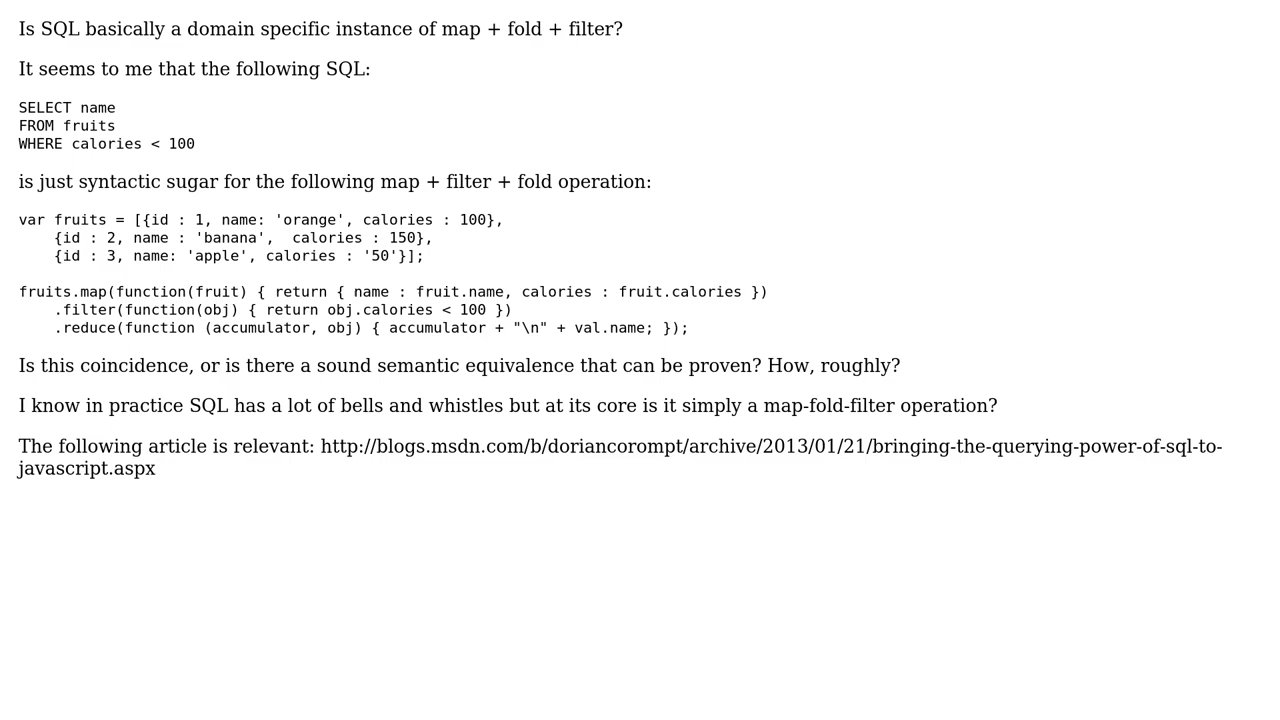 Is SQL basically a domain specific instance of map + fold + filter?
It seems to me that the following SQL:
SELECT name
FROM fruits
WHERE calories < 100
is just syntactic sugar for the following map + filter + fold operation:
var fruits = [{id : 1, name: 'orange', calories : 100},
    {id : 2, name : 'banana',  calories : 150},
    {id : 3, name: 'apple', calories : '50'}];
fruits.map(function(fruit) { return { name : fruit.name, calories : fruit.calories })
    .filter(function(obj) { return obj.calories < 100 })
    .reduce(function (accumulator, obj) { accumulator + "\n" + val.name; });
Is this coincidence, or is there a sound semantic equivalence that can be proven? How, roughly?
I know in practice SQL has a lot of bells and whistles but at its core is it simply a map-fold-filter operation?
The following article is relevant: http://blogs.msdn.com/b/doriancorompt/archive/2013/01/21/bringing-the-querying-power-of-sql-to-
javascript.aspx